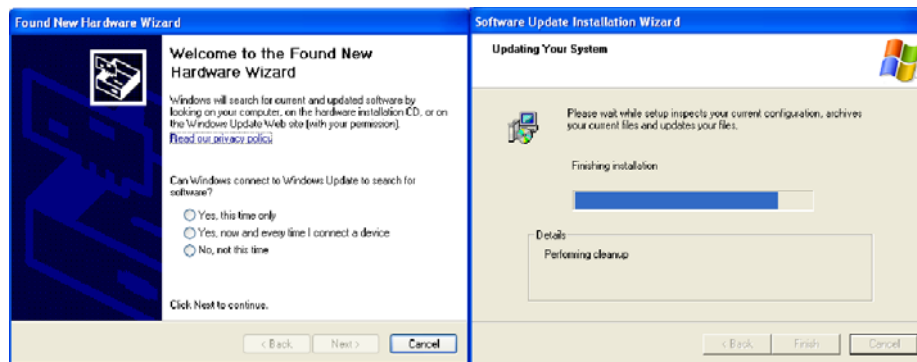 Found New Hardware Wizard
Welcome to the Found New
Hardware Wizard
Windows will search for current and updated software by
looking on your computer, on the hardware installation CD, or on
the Windows Update Web site (with your permission).
Read our privacy policy
Can Windows connect to Windows Update to search for
software?
Yes, this time only
Yes, now and every time I connect a device
No, not this time
Click Next to continue.
< Back
Next >
Cancel
Software Update Installation Wizard
Updating Your System
Please wait while setup inspects your current configuration, archives
your current files and updates your files.
Finishing installation
Details
Performing cleanup
< Back
Finish
Cancel